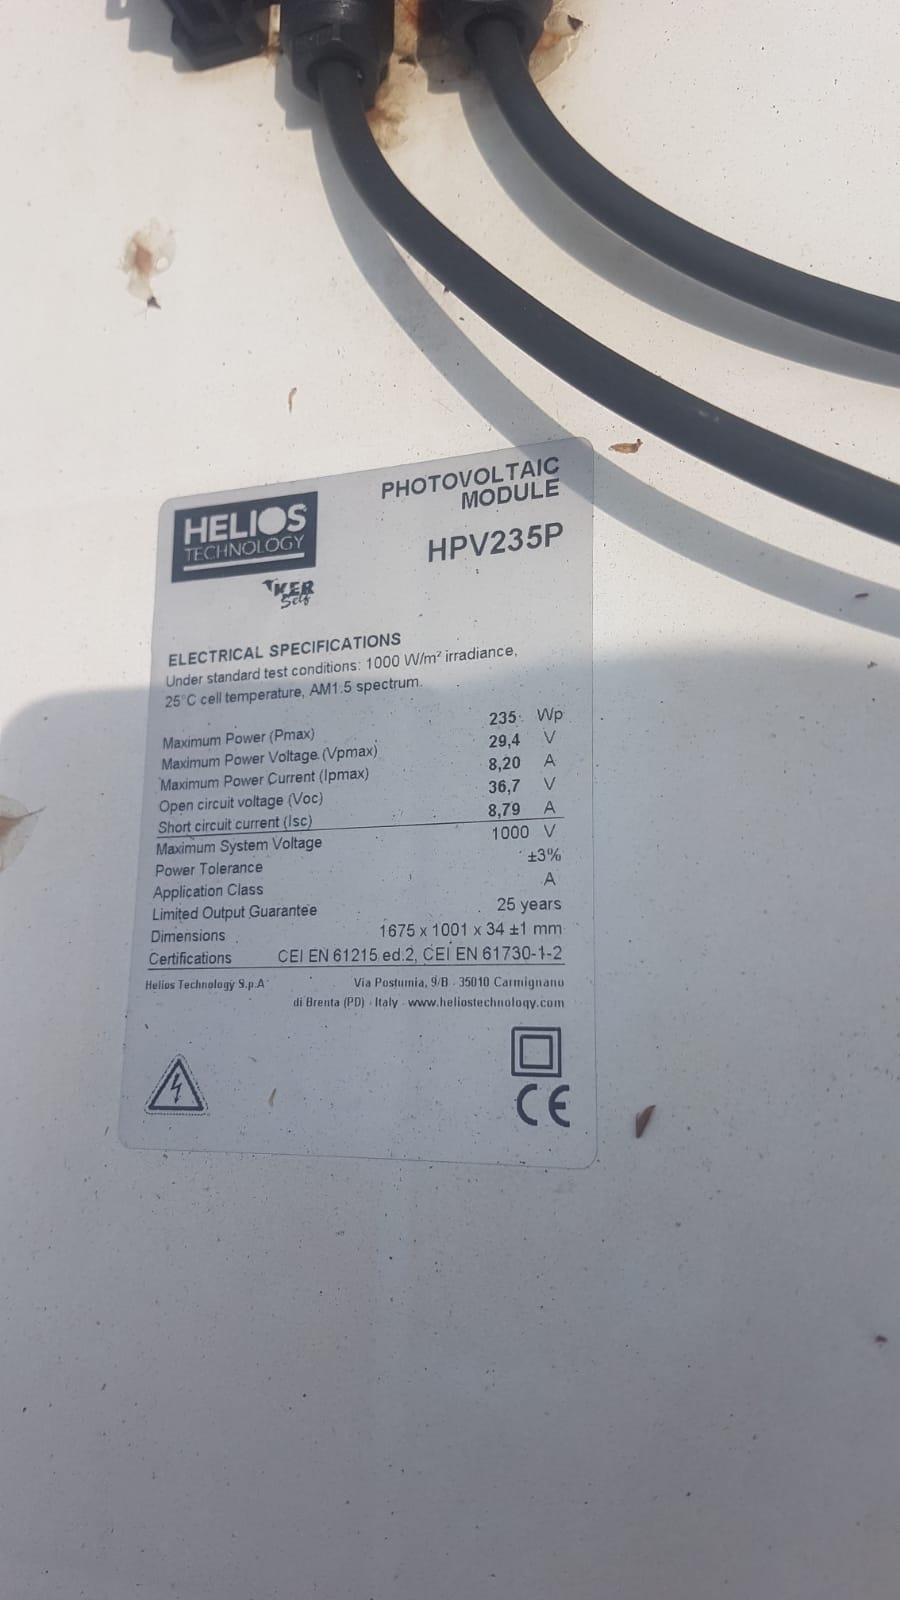 HELIOS
TECHNOLOGY
KER
Self
PHOTOVOLTAIC
MODULE
HPV235P
ELECTRICAL SPECIFICATIONS
Under standard test conditions: 1000 W/m² irradiance,
25°C cell temperature, AM1.5 spectrum.
Maximum Power (Pmax) 235 Wp
Maximum Power Voltage (Vpmax) 29,4 V
Maximum Power Current (Ipmax) 8,20 A
Open circuit voltage (Voc) 36,7 V
Short circuit current (Isc) 8,79 A
Maximum System Voltage 1000 V
Power Tolerance ±3%
Application Class A
Limited Output Guarantee 25 years
Dimensions 1675 x 1001 x 34 ±1 mm
Certifications CEI EN 61215 ed.2, CEI EN 61730-1-2
Helios Technology S.p.A Via Postumia, 9/B - 35010 Carmignano
di Brenta (PD) - Italy - www.heliostechnology.com
CE